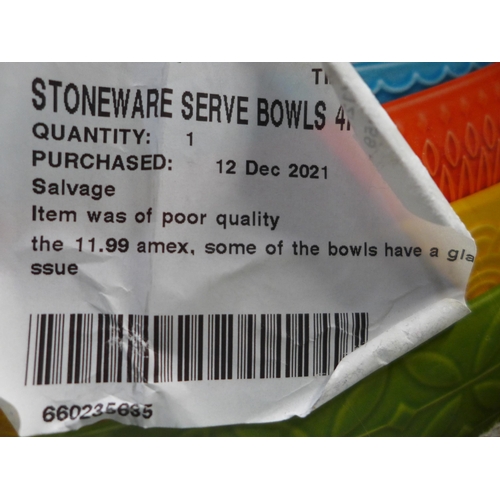 STONEWARE SERVE BOWLS
QUANTITY: 1
PURCHASED: 12 Dec 2021
Salvage
Item was of poor quality
the 11.99 amex, some of the bowls have a gla
ssue
660235635